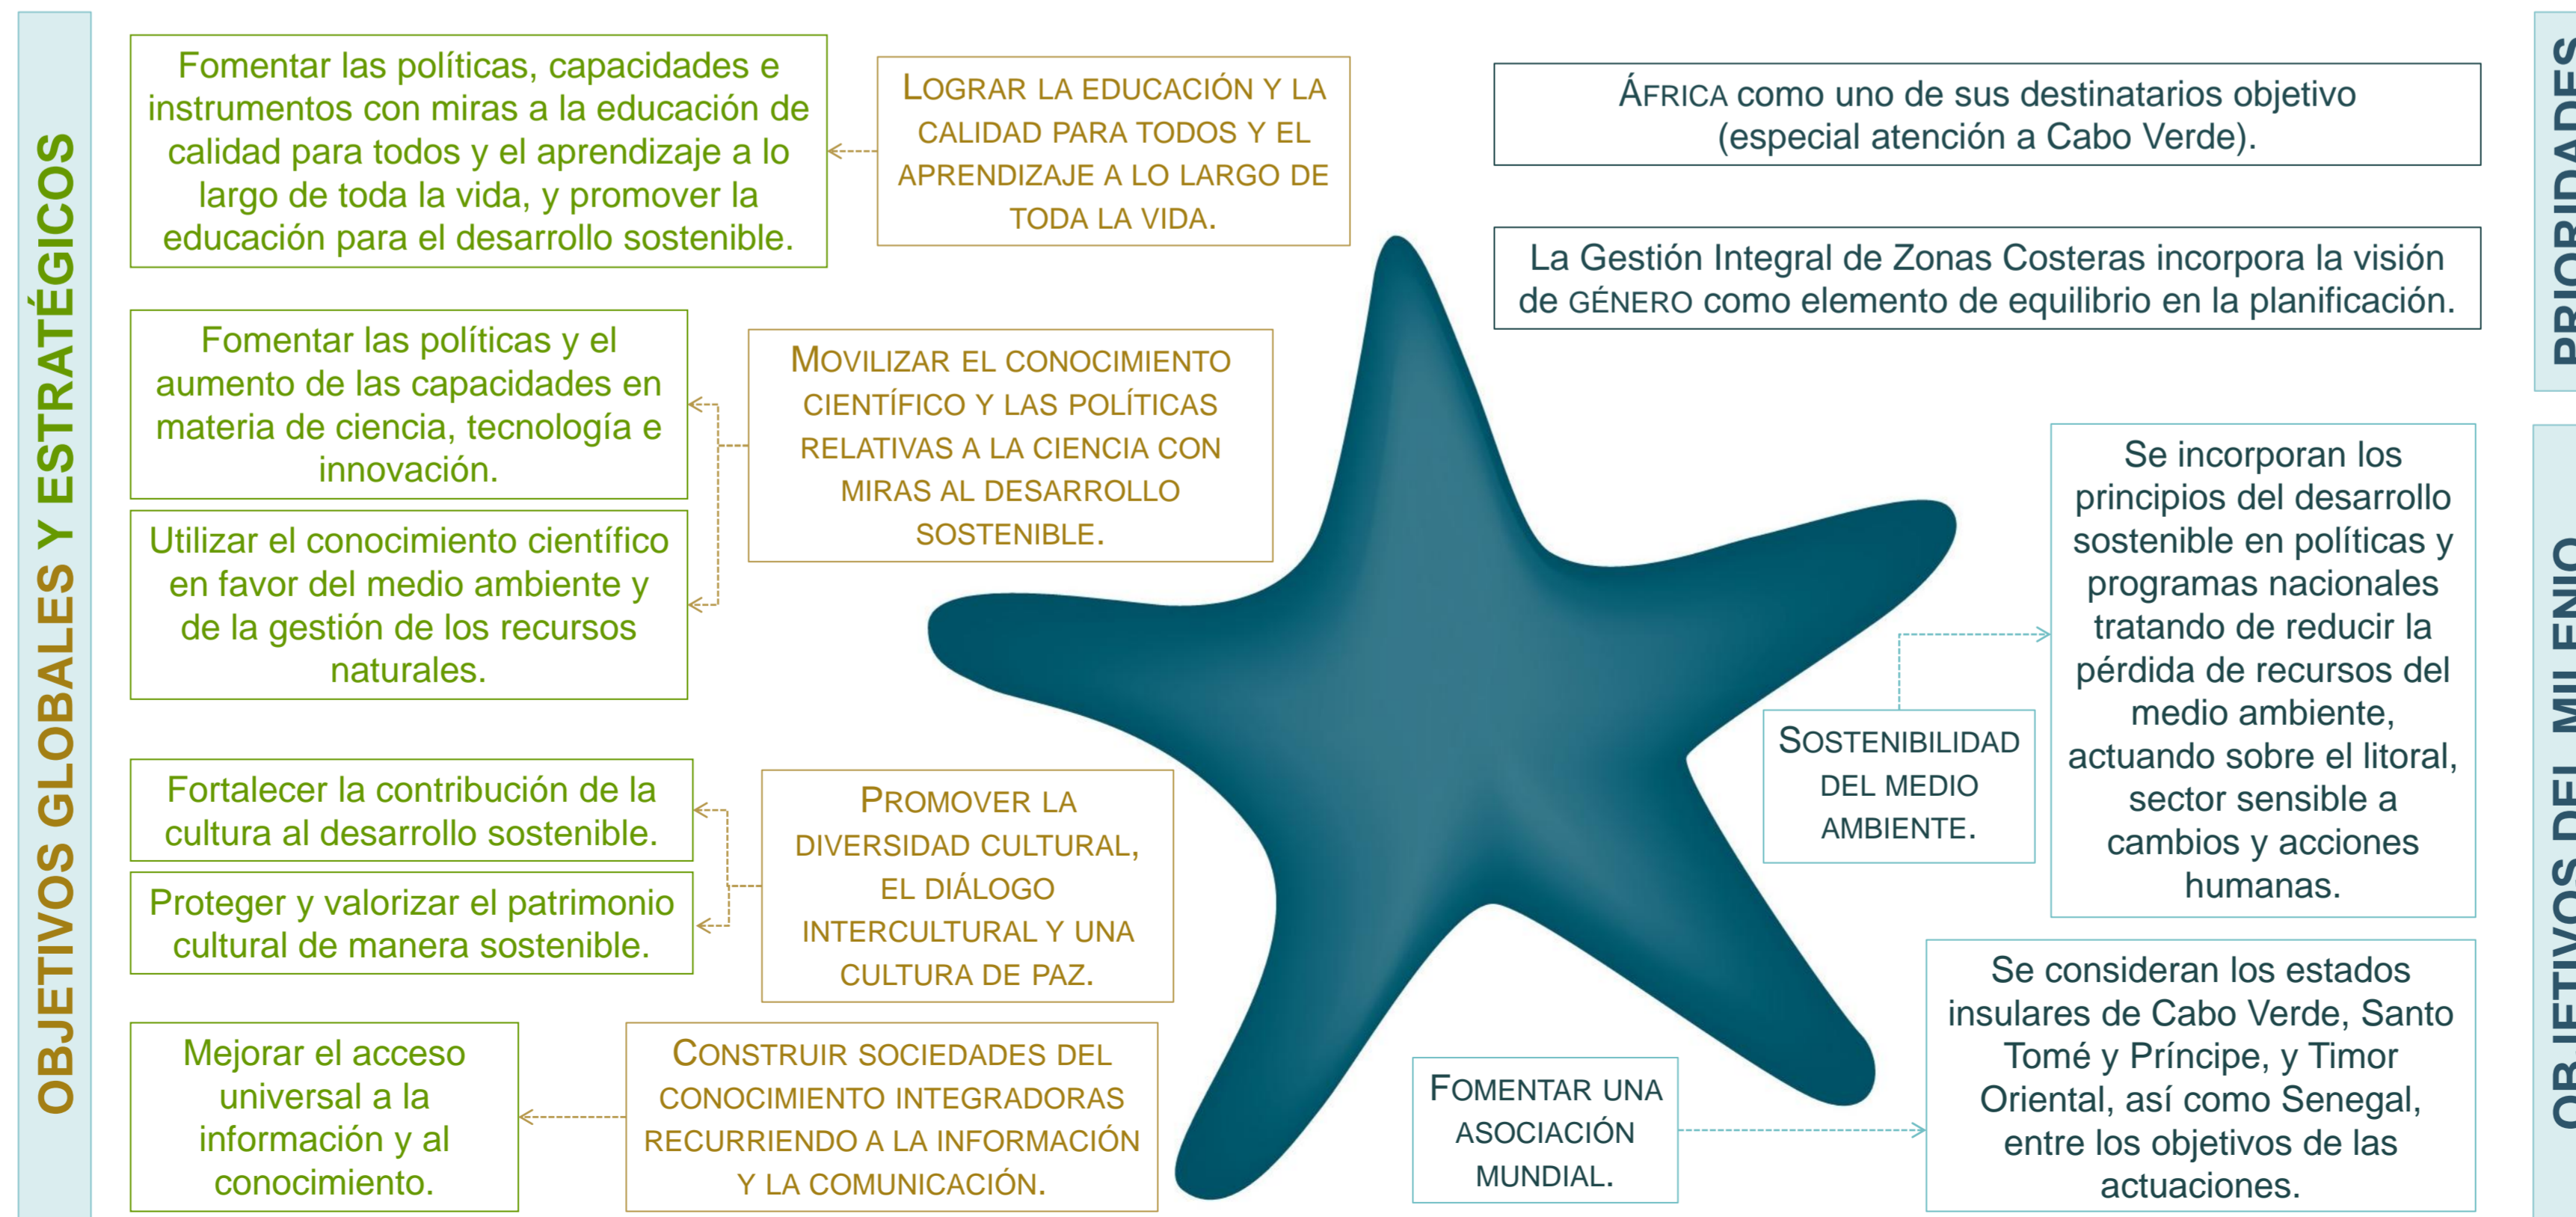 OBJETIVOS GLOBALES Y ESTRATÉGICOS
Fomentar las políticas, capacidades e
instrumentos con miras a la educación de
calidad para todos y el aprendizaje a lo
largo de toda la vida, y promover la
educación para el desarrollo sostenible.
LOGRAR LA EDUCACIÓN Y LA
CALIDAD PARA TODOS Y EL
APRENDIZAJE A LO LARGO DE
TODA LA VIDA.
Fomentar las políticas y el
aumento de las capacidades en
materia de ciencia, tecnología e
innovación.
Utilizar el conocimiento científico
en favor del medio ambiente y
de la gestión de los recursos
naturales.
MOVILIZAR EL CONOCIMIENTO
CIENTÍFICO Y LAS POLÍTICAS
RELATIVAS A LA CIENCIA CON
MIRAS AL DESARROLLO
SOSTENIBLE.
Fortalecer la contribución de la
cultura al desarrollo sostenible.
Proteger y valorizar el patrimonio
cultural de manera sostenible.
PROMOVER LA
DIVERSIDAD CULTURAL,
EL DIÁLOGO
INTERCULTURAL Y UNA
CULTURA DE PAZ.
Mejorar el acceso
universal a la
información y al
conocimiento.
CONSTRUIR SOCIEDADES DEL
CONOCIMIENTO INTEGRADORAS
RECURRIENDO A LA INFORMACIÓN
Y LA COMUNICACIÓN.
PRIORIDADES
ÁFRICA como uno de sus destinatarios objetivo
(especial atención a Cabo Verde).
La Gestión Integral de Zonas Costeras incorpora la visión
de GÉNERO como elemento de equilibrio en la planificación.
OBJETIVOS DEL MILENIO
SOSTENIBILIDAD
DEL MEDIO
AMBIENTE.
Se incorporan los
principios del desarrollo
sostenible en políticas y
programas nacionales
tratando de reducir la
pérdida de recursos del
medio ambiente,
actuando sobre el litoral,
sector sensible a
cambios y acciones
humanas.
FOMENTAR UNA
ASOCIACIÓN
MUNDIAL.
Se consideran los estados
insulares de Cabo Verde, Santo
Tomé y Príncipe, y Timor
Oriental, así como Senegal,
entre los objetivos de las
actuaciones.